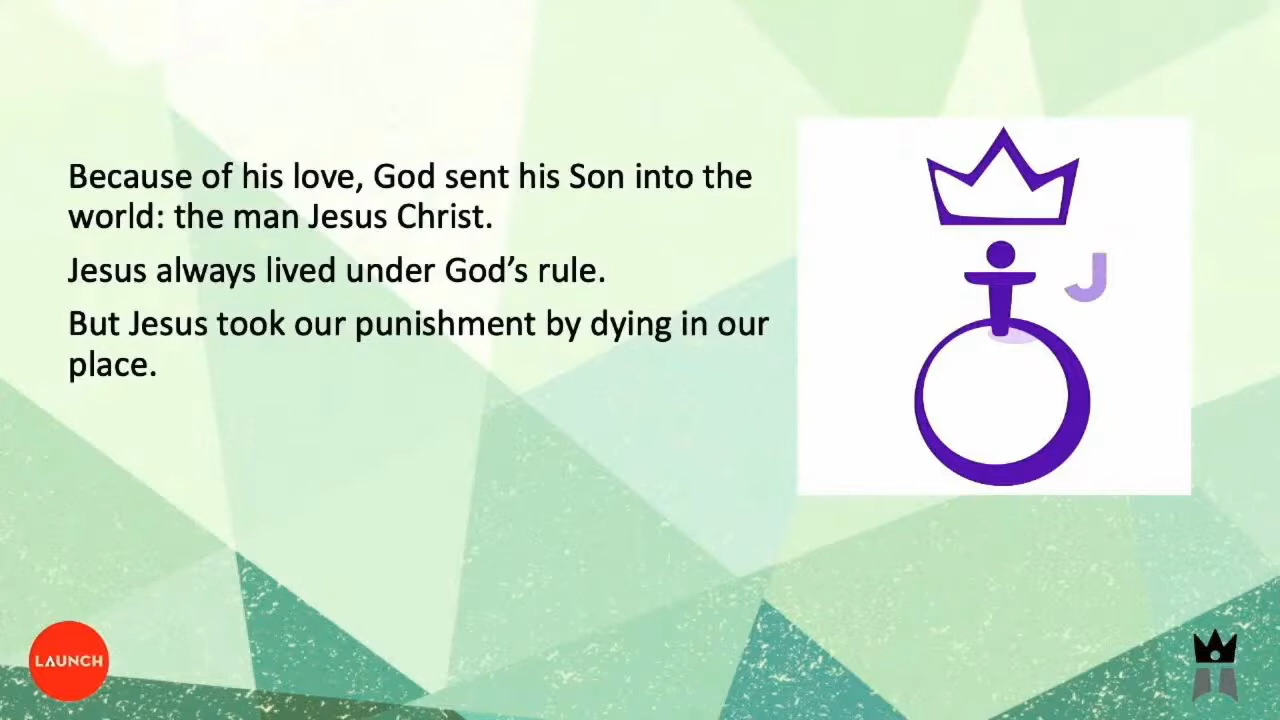 Because of his love, God sent his Son into the
world: the man Jesus Christ.
Jesus always lived under God’s rule.
But Jesus took our punishment by dying in our
place.
J
LAUNCH